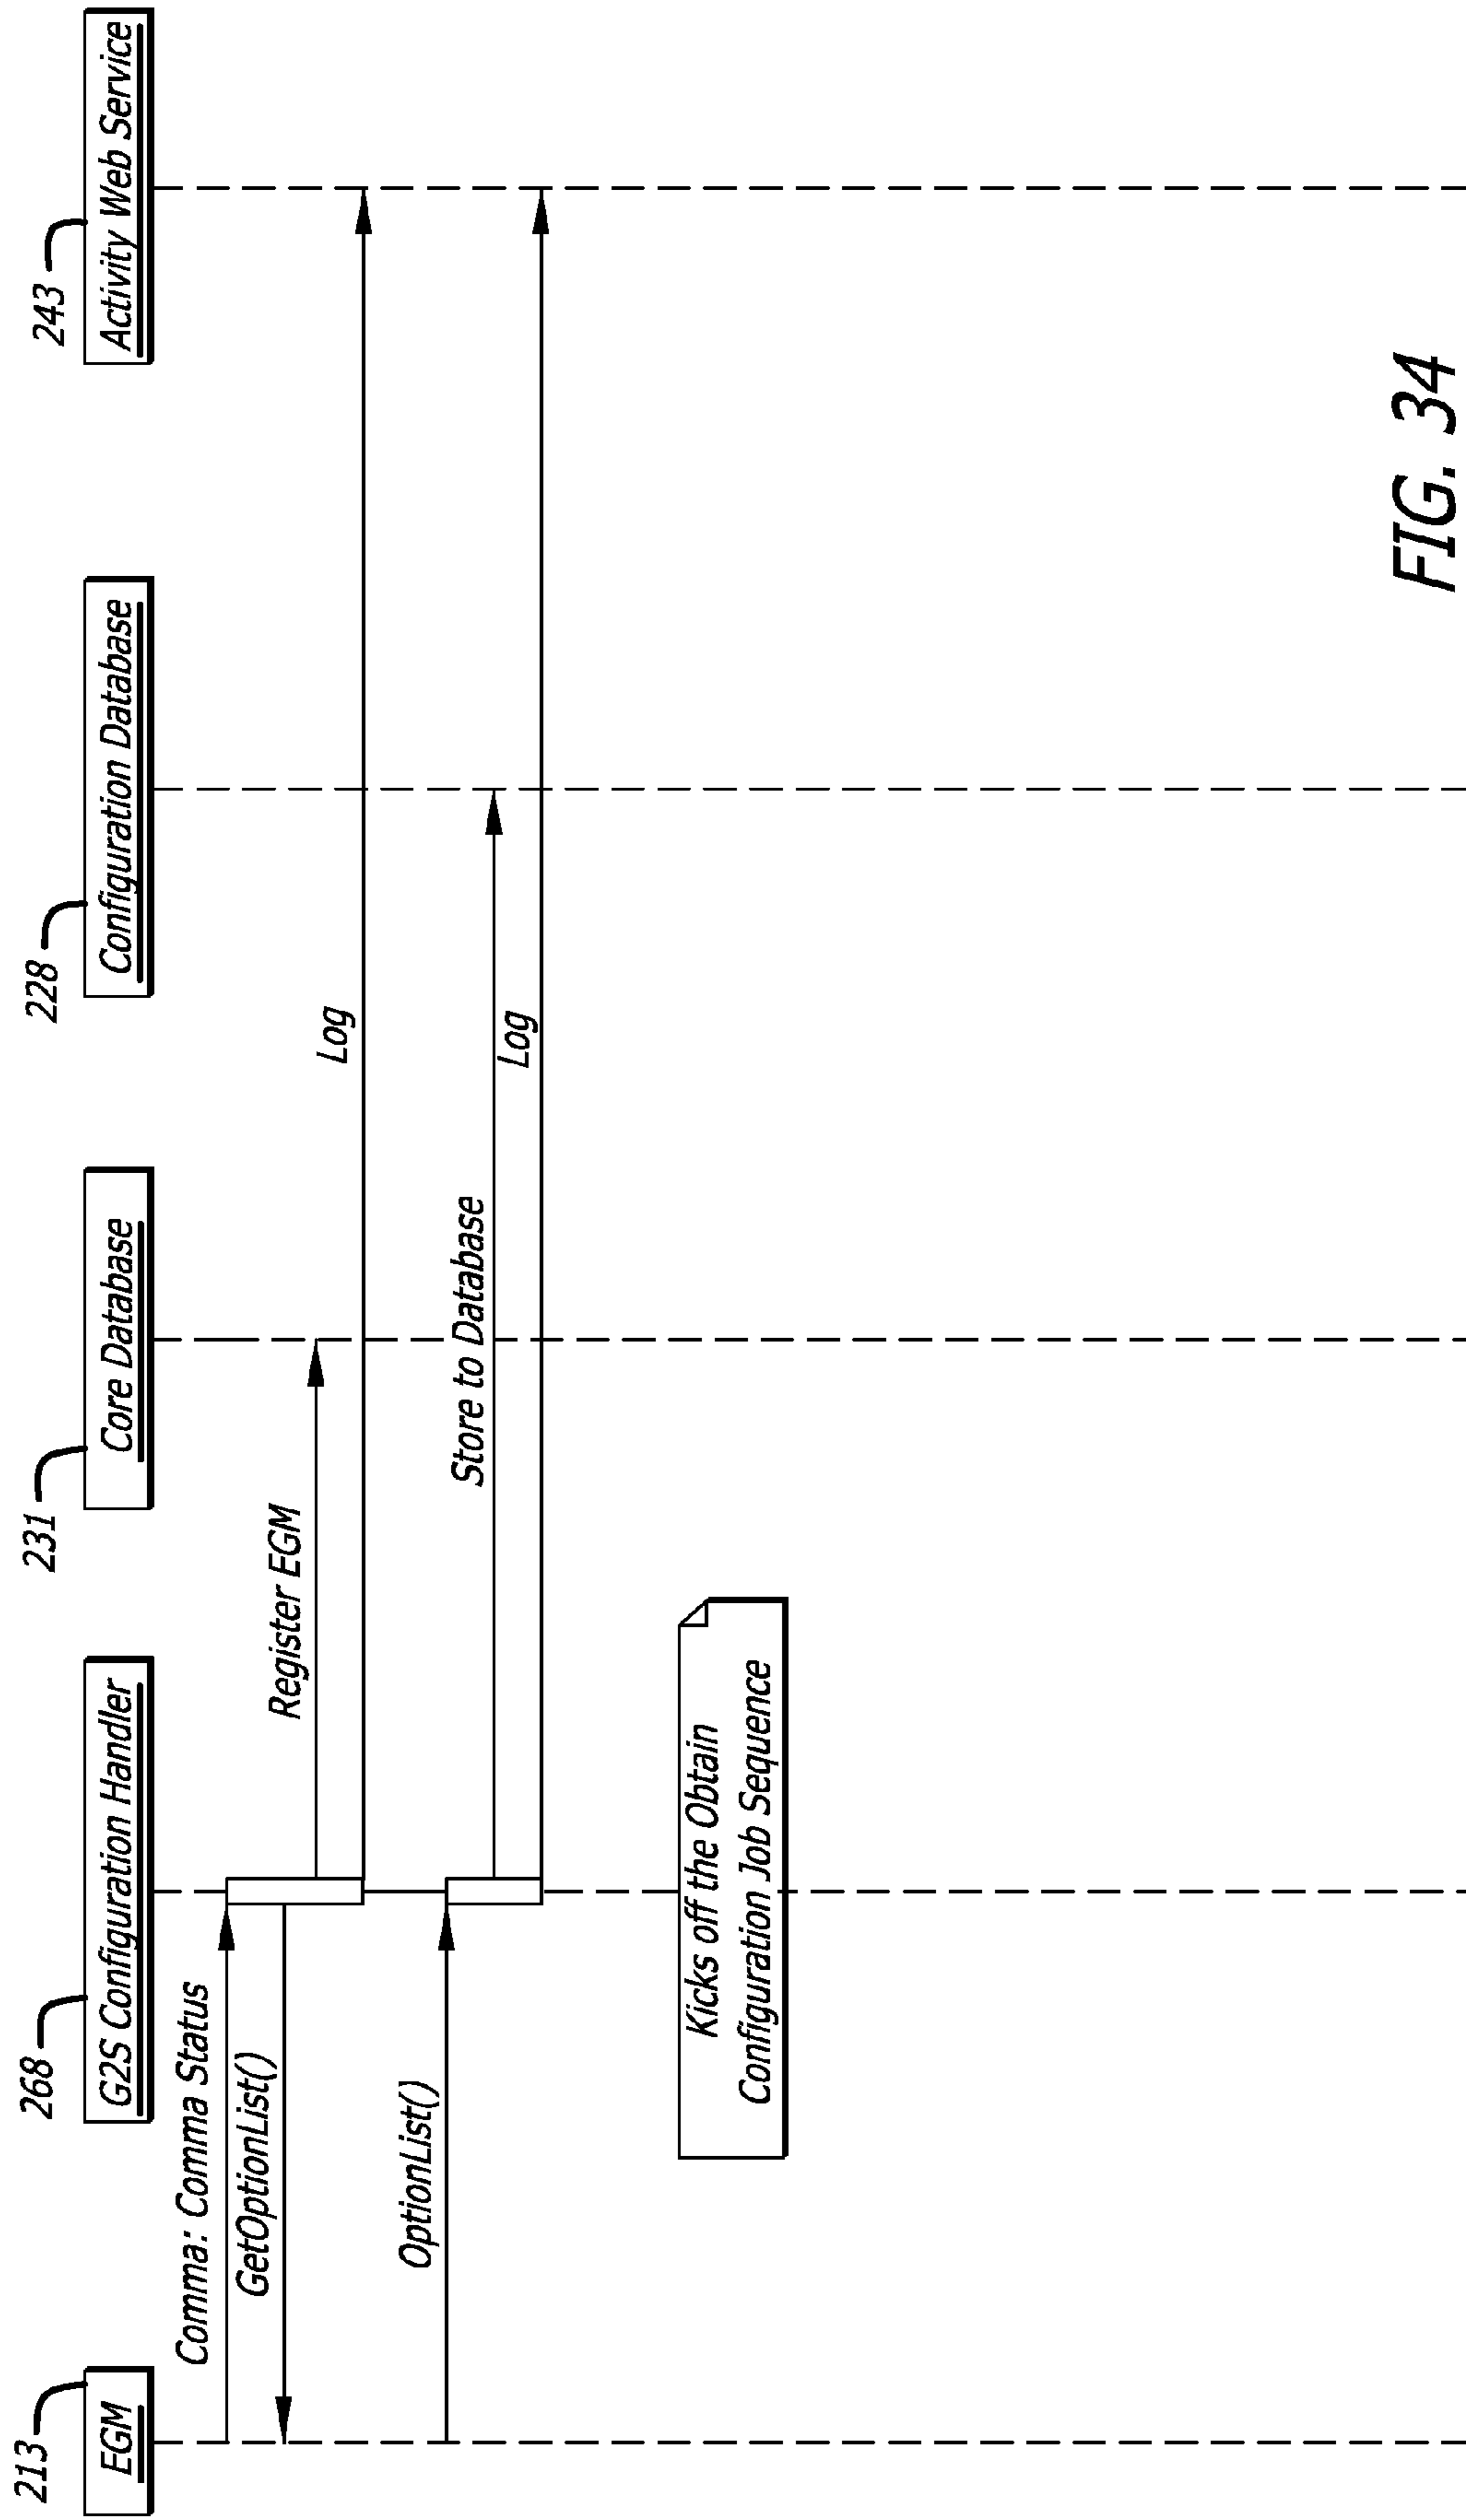 213
268
231
228
243
EGM
G2S Configuration Handler
Core Database
Configuration Database
Activity Web Service
Comma: Comma Status
GetOptionList()
Register EGM
Log
OptionList()
Store to Database
Log
Kicks off the Obtain
Configuration Job Sequence
FIG. 34